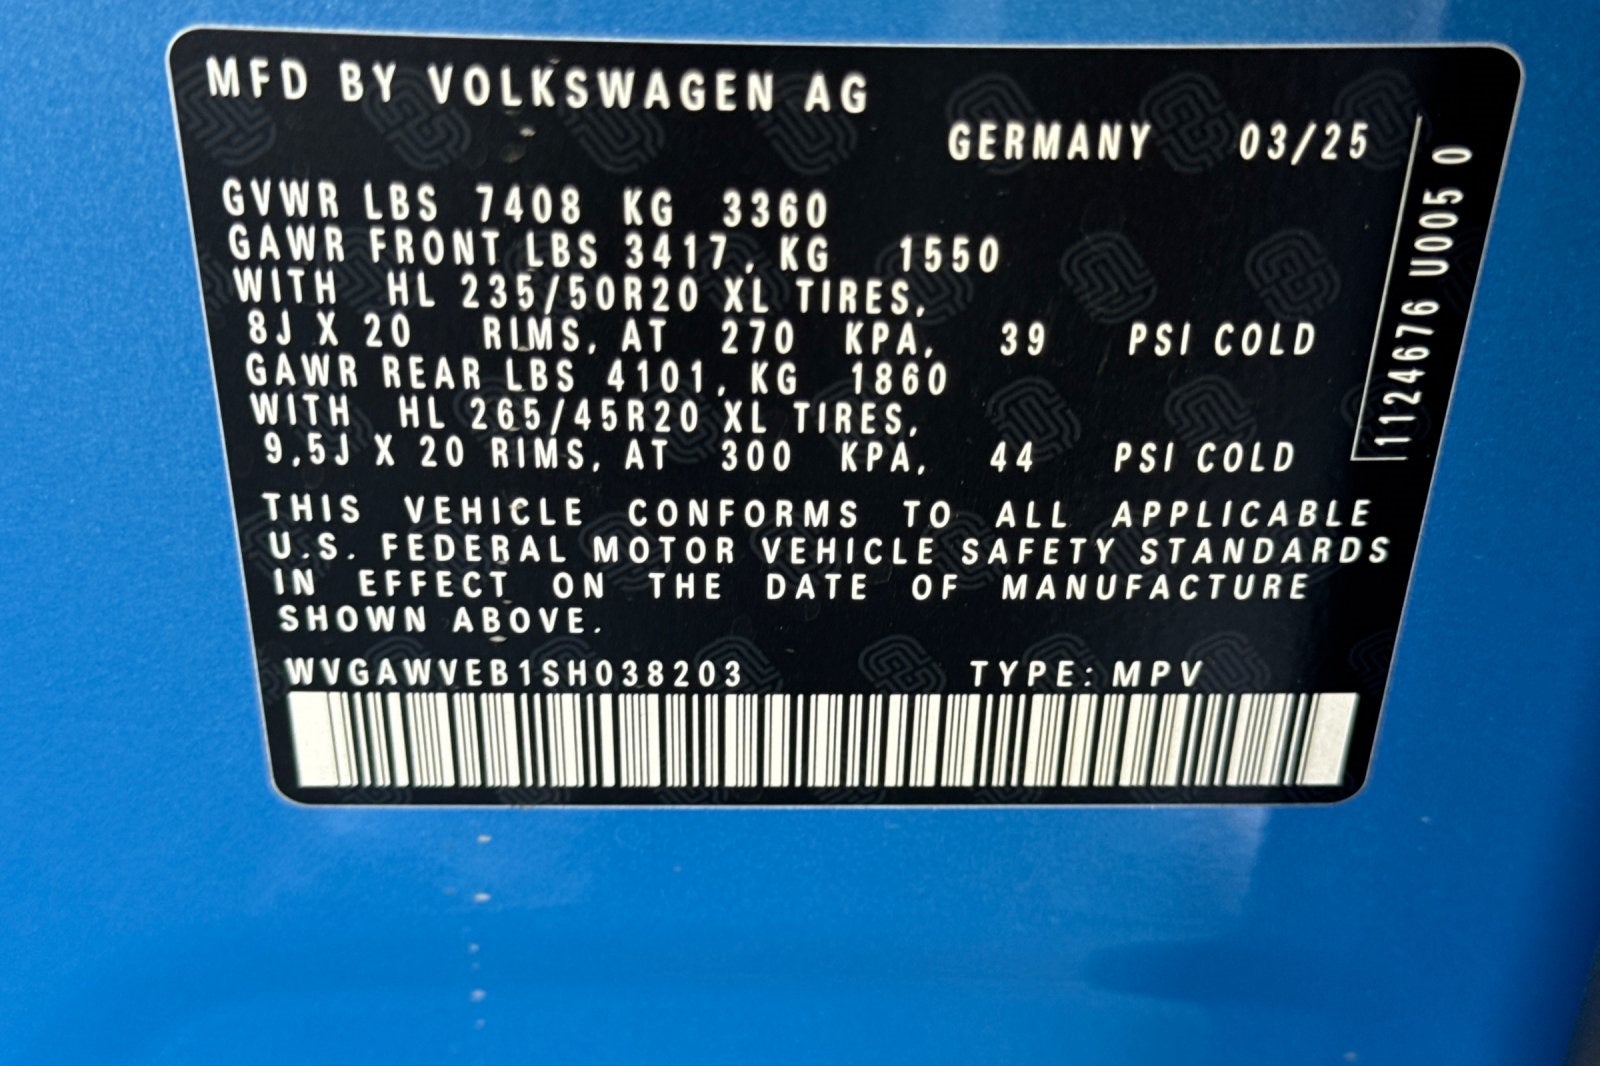 MFD BY VOLKSWAGEN AG
GERMANY 03/25
GVWR LBS 7408 KG 3360
GAWR FRONT LBS 3417, KG 1550
WITH HL 235/50R20 XL TIRES,
8J X 20 RIMS, AT 270 KPA, 39 PSI COLD
GAWR REAR LBS 4101, KG 1860
WITH HL 265/45R20 XL TIRES,
9,5J X 20 RIMS, AT 300 KPA, 44 PSI COLD
THIS VEHICLE CONFORMS TO ALL APPLICABLE
U.S. FEDERAL MOTOR VEHICLE SAFETY STANDARDS
IN EFFECT ON THE DATE OF MANUFACTURE
SHOWN ABOVE.
WVGAWVEB1SH038203 TYPE: MPV
1124676 U005 0